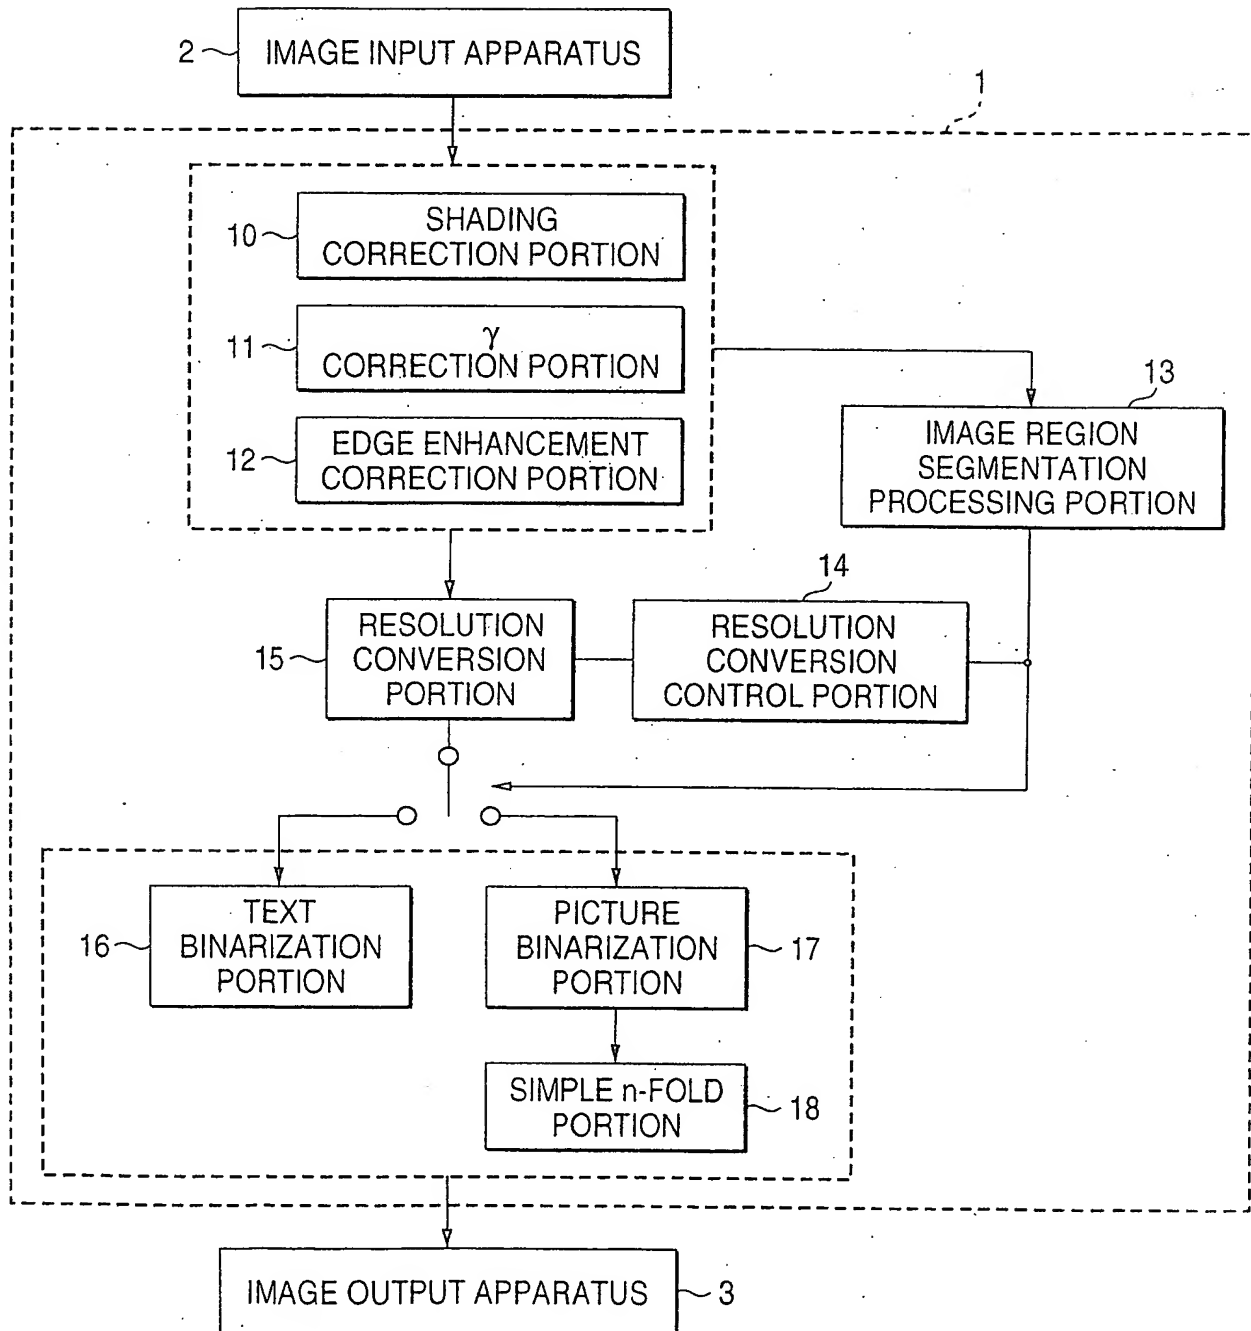 2
IMAGE INPUT APPARATUS
1
10
SHADING
CORRECTION PORTION
11
γ
CORRECTION PORTION
12
EDGE ENHANCEMENT
CORRECTION PORTION
13
IMAGE REGION
SEGMENTATION
PROCESSING PORTION
14
RESOLUTION
CONVERSION
CONTROL PORTION
15
RESOLUTION
CONVERSION
PORTION
16
TEXT
BINARIZATION
PORTION
PICTURE
BINARIZATION
PORTION
17
SIMPLE n-FOLD
PORTION
18
IMAGE OUTPUT APPARATUS
3